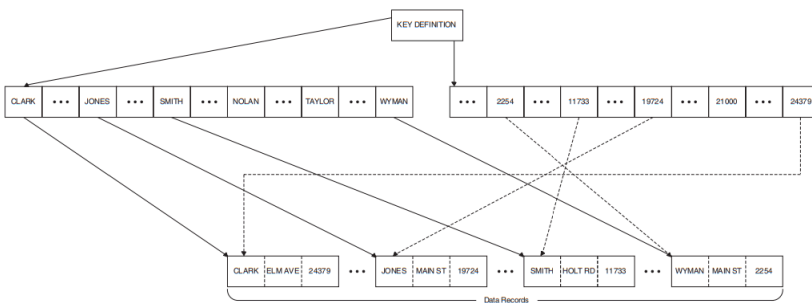 KEY DEFINITION
CLARK ••• JONES ••• SMITH ••• NOLAN ••• TAYLOR ••• WYMAN ••• 2254 ••• 11733 ••• 19724 ••• 21000 ••• 24379
CLARK ELM AVE 24379 ••• JONES MAIN ST 19724 ••• SMITH HOLT RD 11733 ••• WYMAN MAIN ST 2254
Data Records